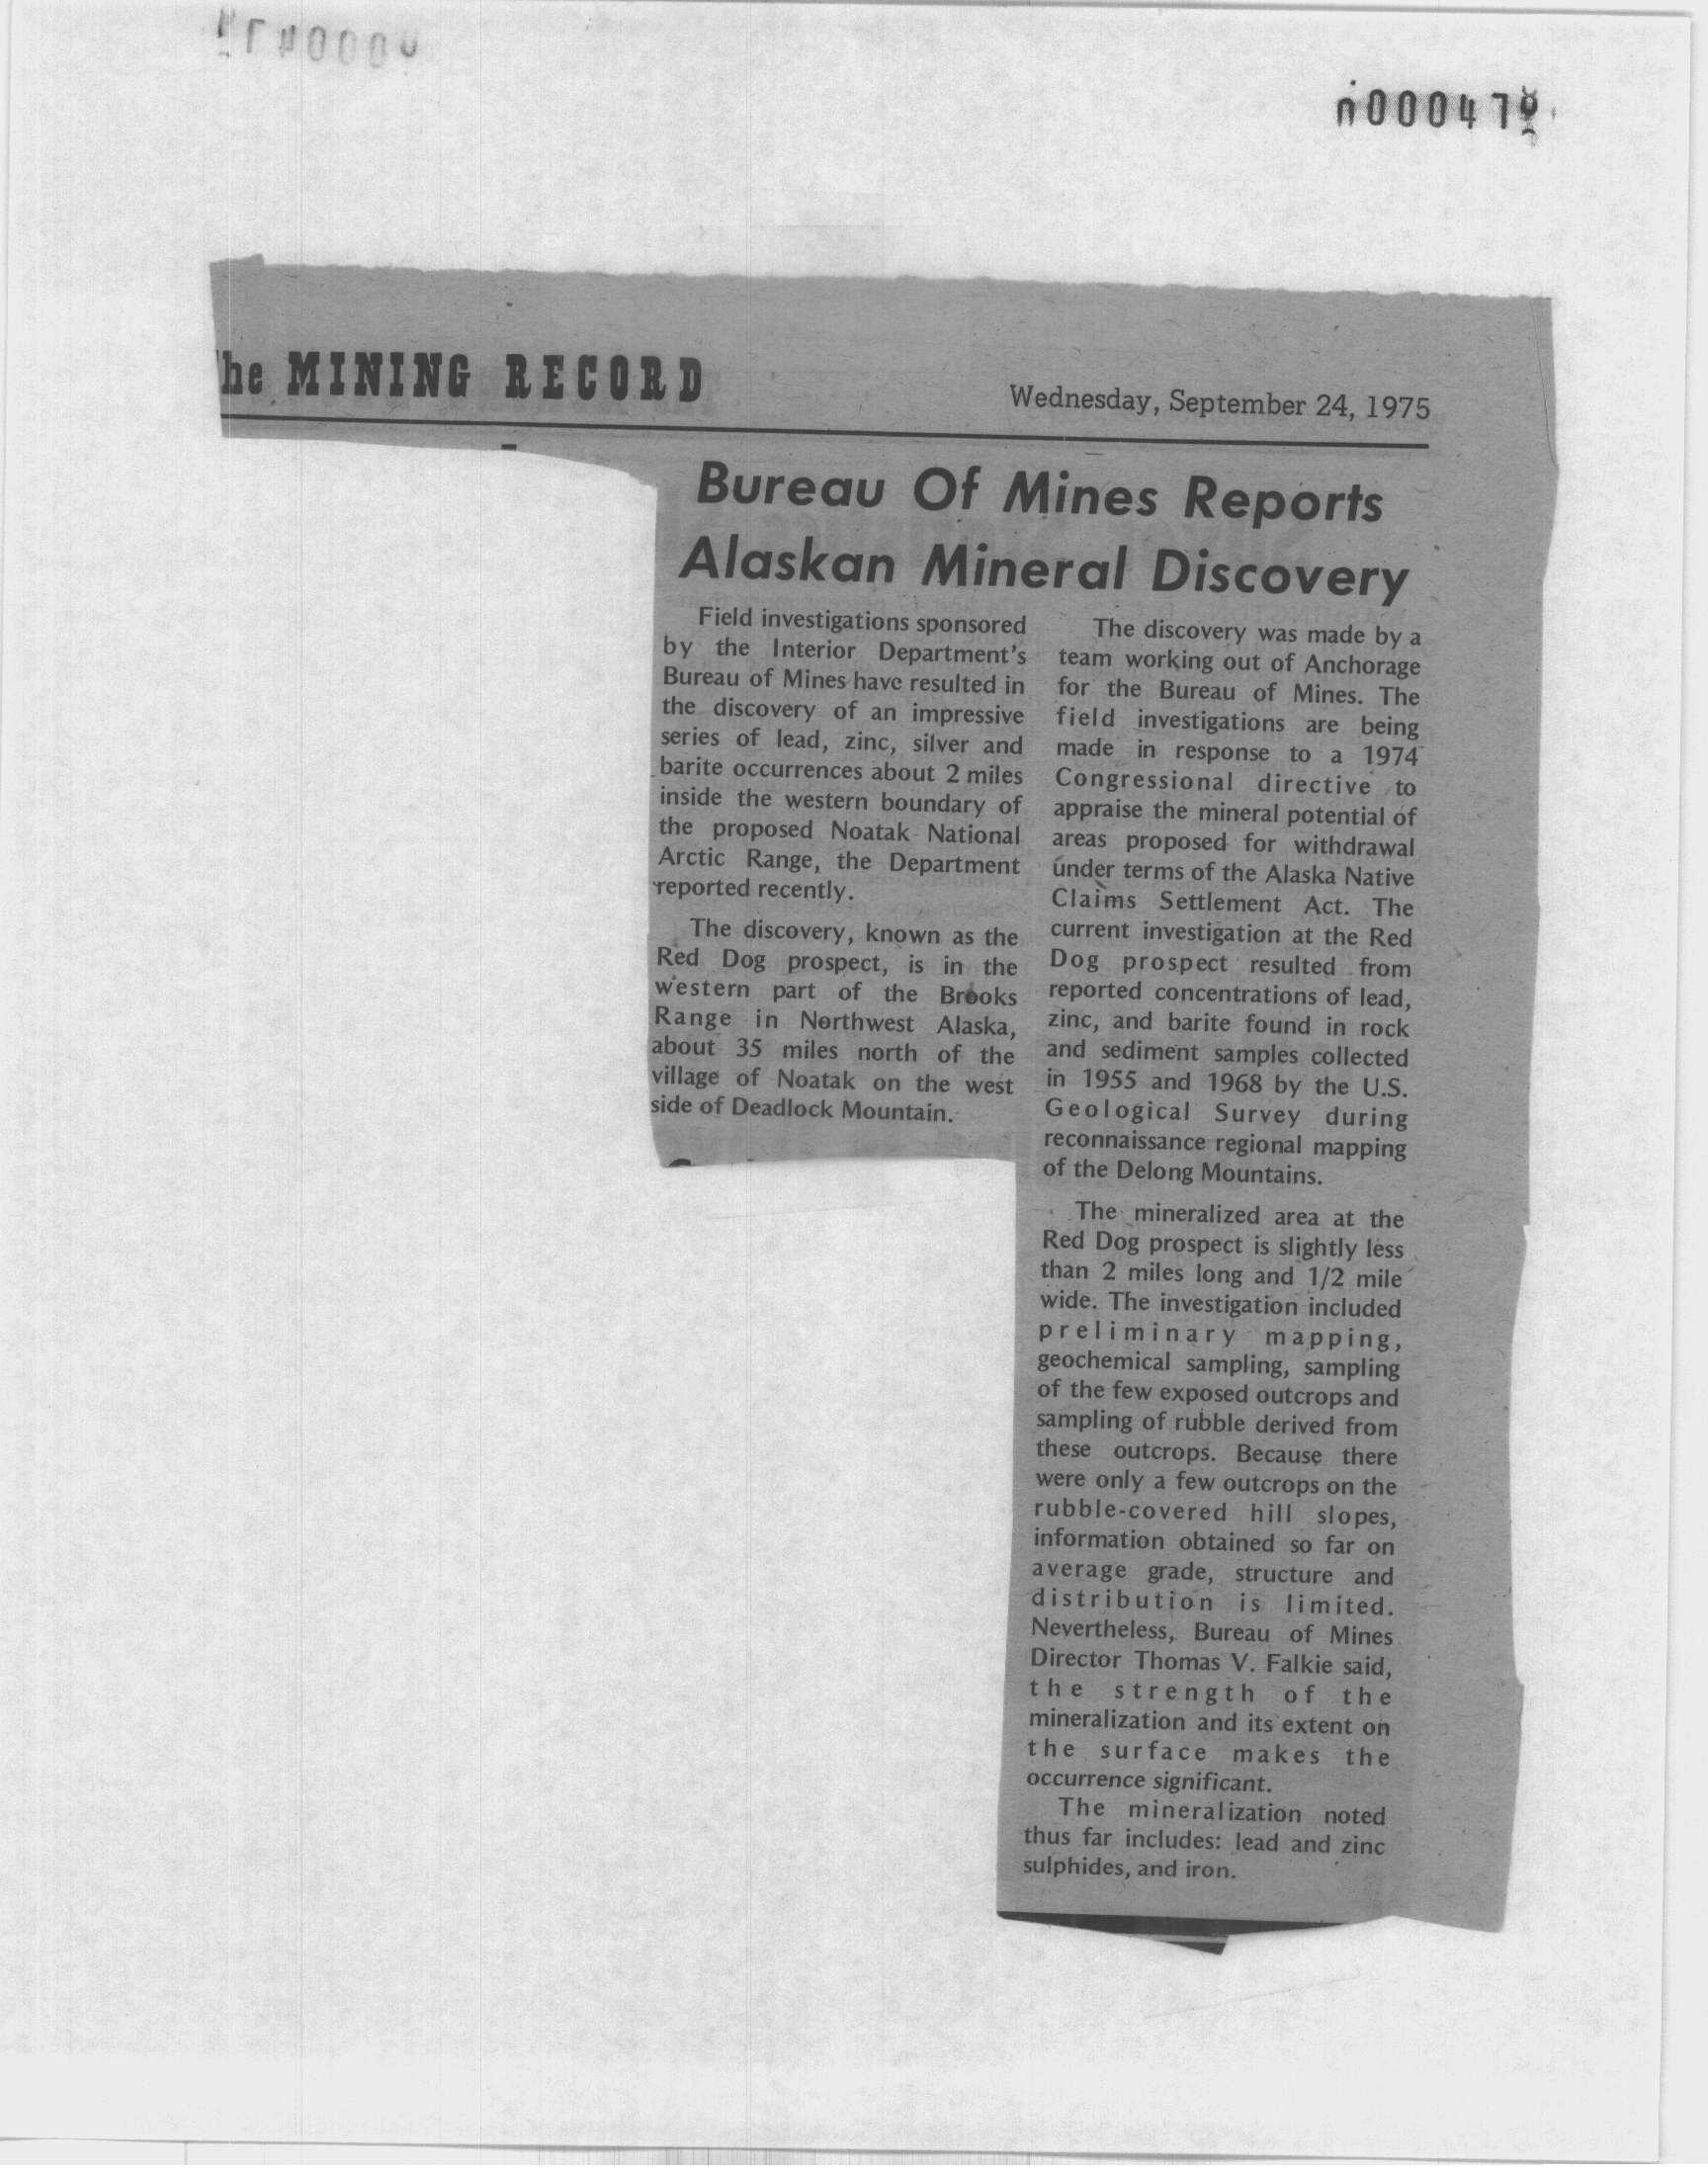 he MINING RECORD
Wednesday, September 24, 1975
Bureau Of Mines Reports
Alaskan Mineral Discovery
Field investigations sponsored
by the Interior Department's
Bureau of Mines have resulted in
the discovery of an impressive
series of lead, zinc, silver and
barite occurrences about 2 miles
inside the western boundary of
the proposed Noatak National
Arctic Range, the Department
reported recently.
The discovery, known as the
Red Dog prospect, is in the
western part of the Brooks
Range in Northwest Alaska,
about 35 miles north of the
village of Noatak on the west
side of Deadlock Mountain.
The discovery was made by a
team working out of Anchorage
for the Bureau of Mines. The
field investigations are being
made in response to a 1974
Congressional directive to
appraise the mineral potential of
areas proposed for withdrawal
under terms of the Alaska Native
Claims Settlement Act. The
current investigation at the Red
Dog prospect resulted from
reported concentrations of lead,
zinc, and barite found in rock
and sediment samples collected
in 1955 and 1968 by the U.S.
Geological Survey during
reconnaissance regional mapping
of the Delong Mountains.
The mineralized area at the
Red Dog prospect is slightly less
than 2 miles long and 1/2 mile
wide. The investigation included
preliminary mapping,
geochemical sampling, sampling
of the few exposed outcrops and
sampling of rubble derived from
these outcrops. Because there
were only a few outcrops on the
rubble-covered hill slopes,
information obtained so far on
average grade, structure and
distribution is limited.
Nevertheless, Bureau of Mines
Director Thomas V. Falkie said,
the strength of the
mineralization and its extent on
the surface makes the
occurrence significant.
The mineralization noted
thus far includes: lead and zinc
sulphides, and iron.